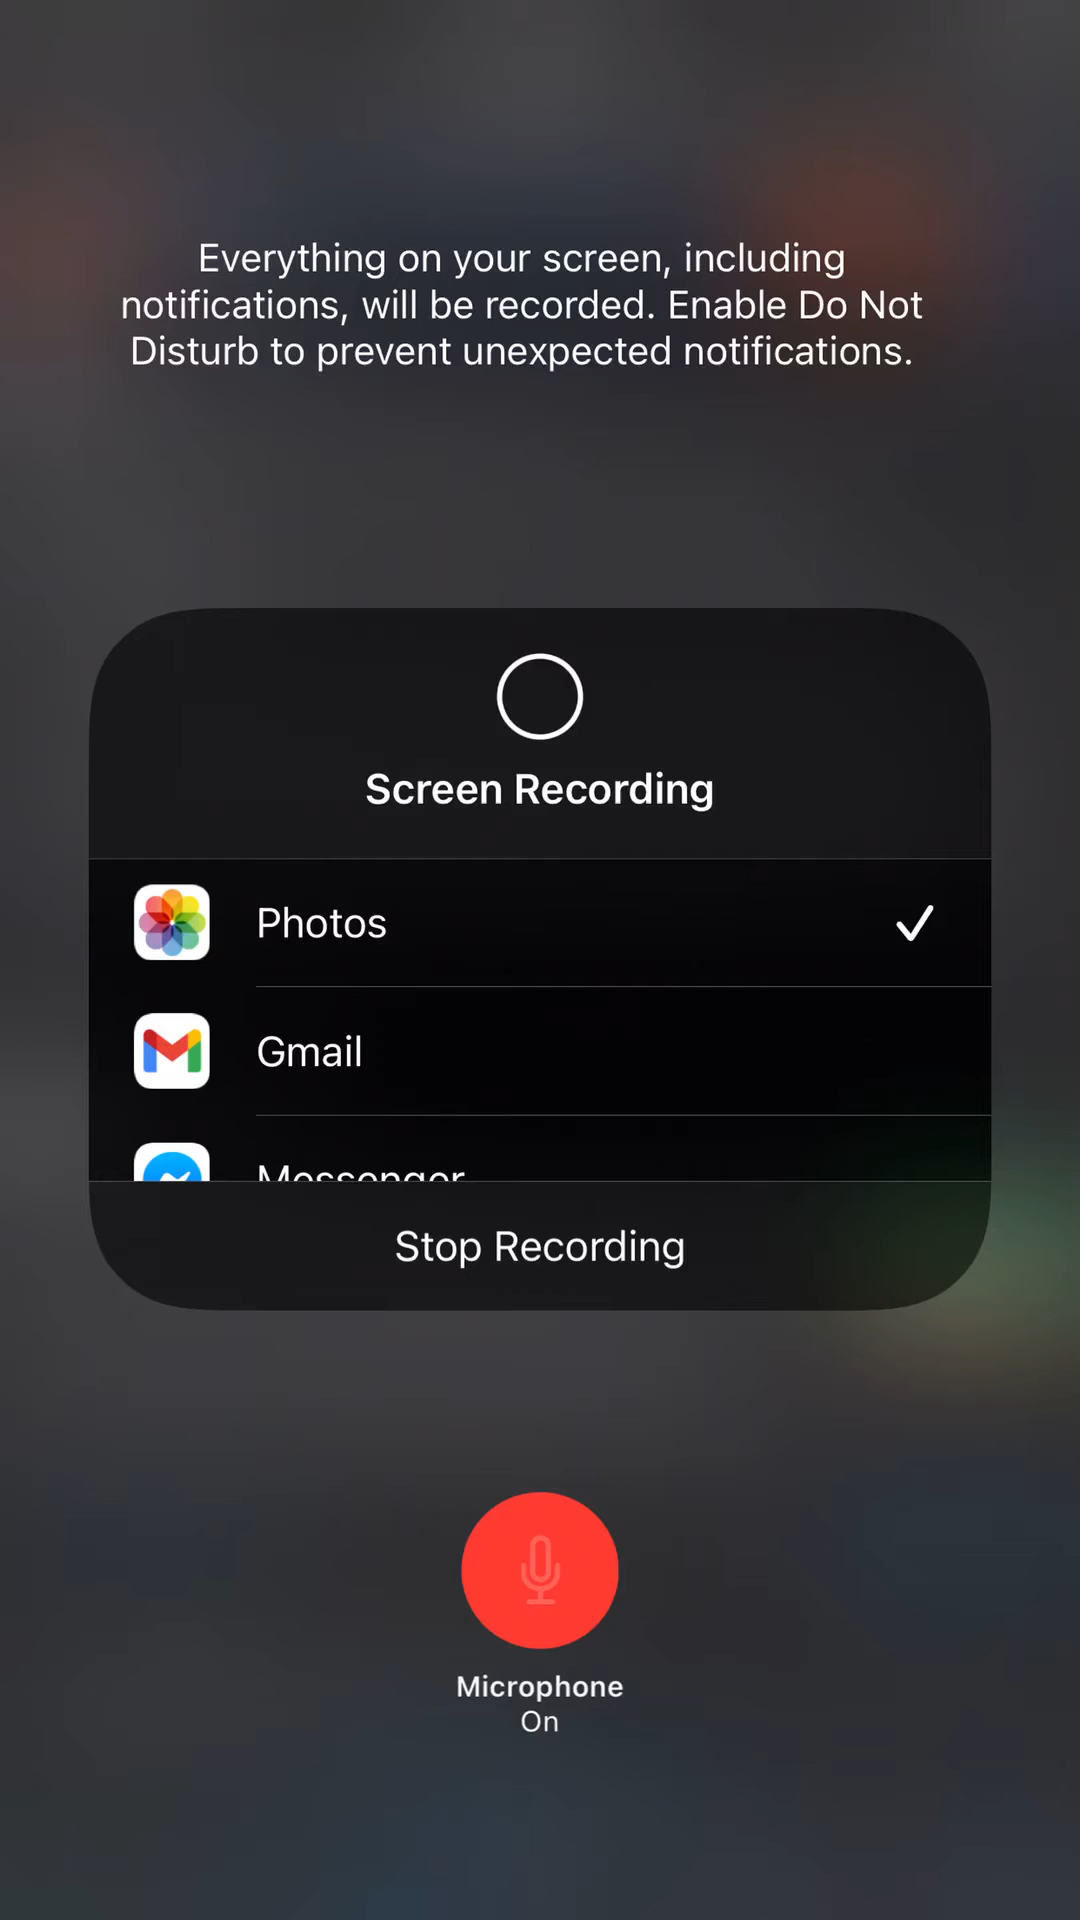 Everything on your screen, including
notifications, will be recorded. Enable Do Not
Disturb to prevent unexpected notifications.
Screen Recording
Photos
Gmail
Messenger
Stop Recording
Microphone
On